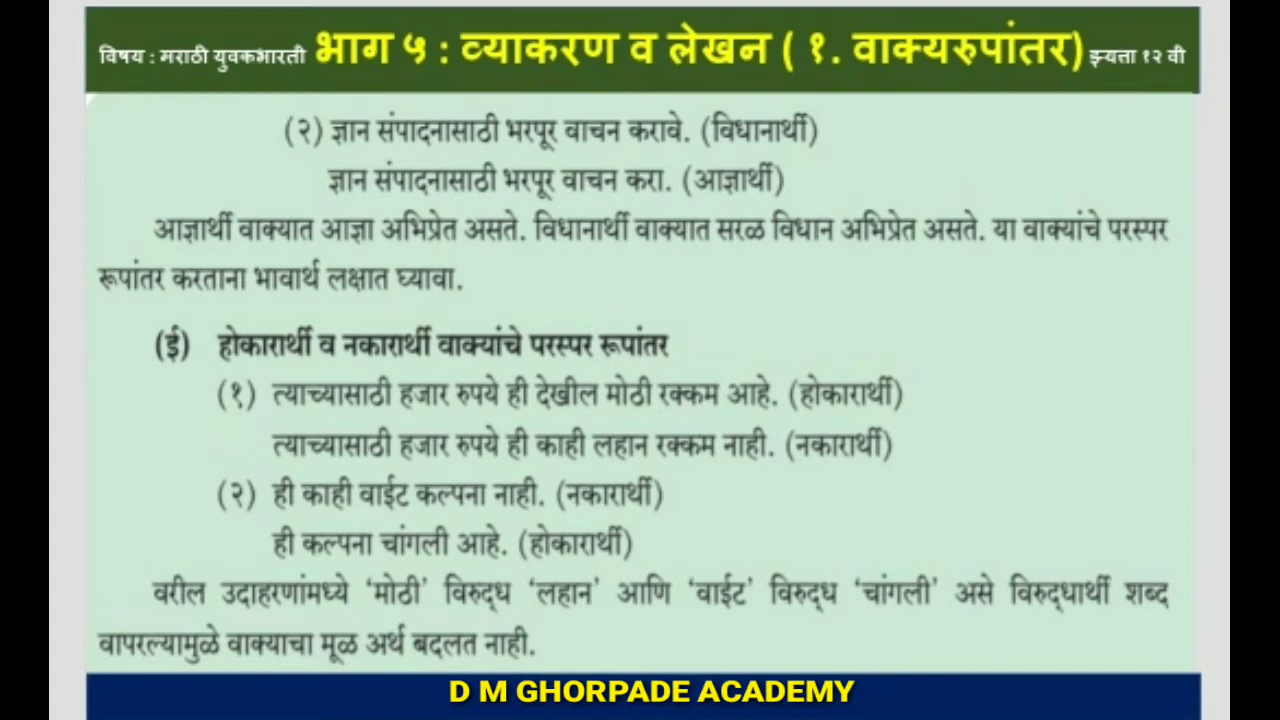 विषय : मराठी युवकभारती भाग ५ : व्याकरण व लेखन ( १. वाक्यरुपांतर) इयत्ता १२ वी
(२) ज्ञान संपादनासाठी भरपूर वाचन करावे. (विधानार्थी)
ज्ञान संपादनासाठी भरपूर वाचन करा. (आज्ञार्थी)
आज्ञार्थी वाक्यात आज्ञा अभिप्रेत असते. विधानार्थी वाक्यात सरळ विधान अभिप्रेत असते. या वाक्यांचे परस्पर
रूपांतर करताना भावार्थ लक्षात घ्यावा.
(ई) होकारार्थी व नकारार्थी वाक्यांचे परस्पर रूपांतर
(१) त्याच्यासाठी हजार रुपये ही देखील मोठी रक्कम आहे. (होकारार्थी)
त्याच्यासाठी हजार रुपये ही काही लहान रक्कम नाही. (नकारार्थी)
(२) ही काही वाईट कल्पना नाही. (नकारार्थी)
ही कल्पना चांगली आहे. (होकारार्थी)
वरील उदाहरणांमध्ये ‘मोठी’ विरुद्ध ‘लहान’ आणि ‘वाईट’ विरुद्ध ‘चांगली’ असे विरुद्धार्थी शब्द
वापरल्यामुळे वाक्याचा मूळ अर्थ बदलत नाही.
D M GHORPADE ACADEMY